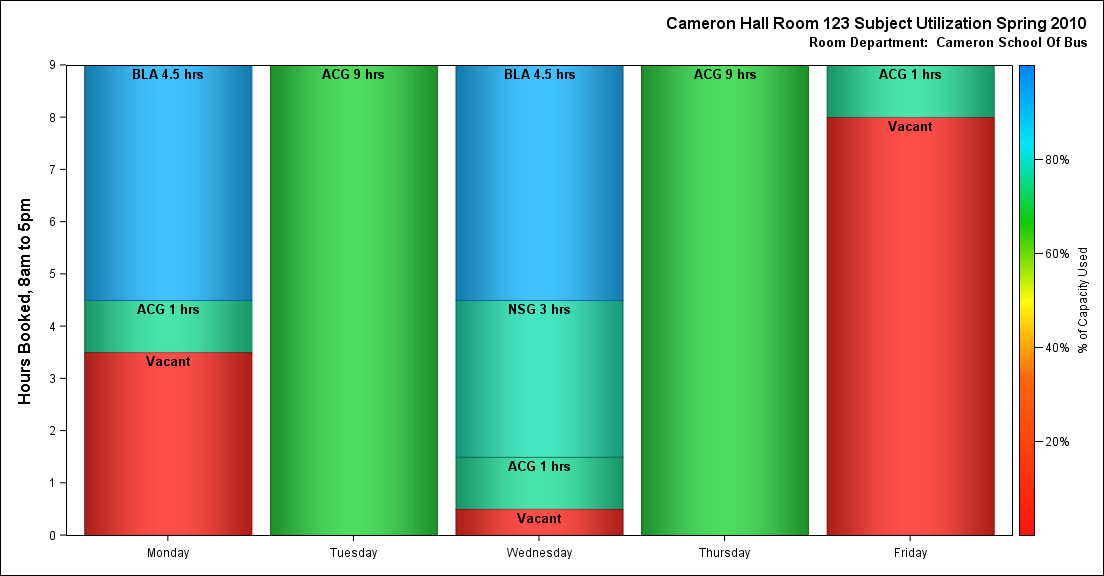 Cameron Hall Room 123 Subject Utilization Spring 2010
Room Department:  Cameron School Of Bus
Hours Booked, 8am to 5pm
9
8
7
6
5
4
3
2
1
0
BLA 4.5 hrs
ACG 1 hrs
Vacant
ACG 9 hrs
BLA 4.5 hrs
NSG 3 hrs
ACG 1 hrs
Vacant
ACG 9 hrs
ACG 1 hrs
Vacant
Monday
Tuesday
Wednesday
Thursday
Friday
80%
60%
40%
20%
% of Capacity Used